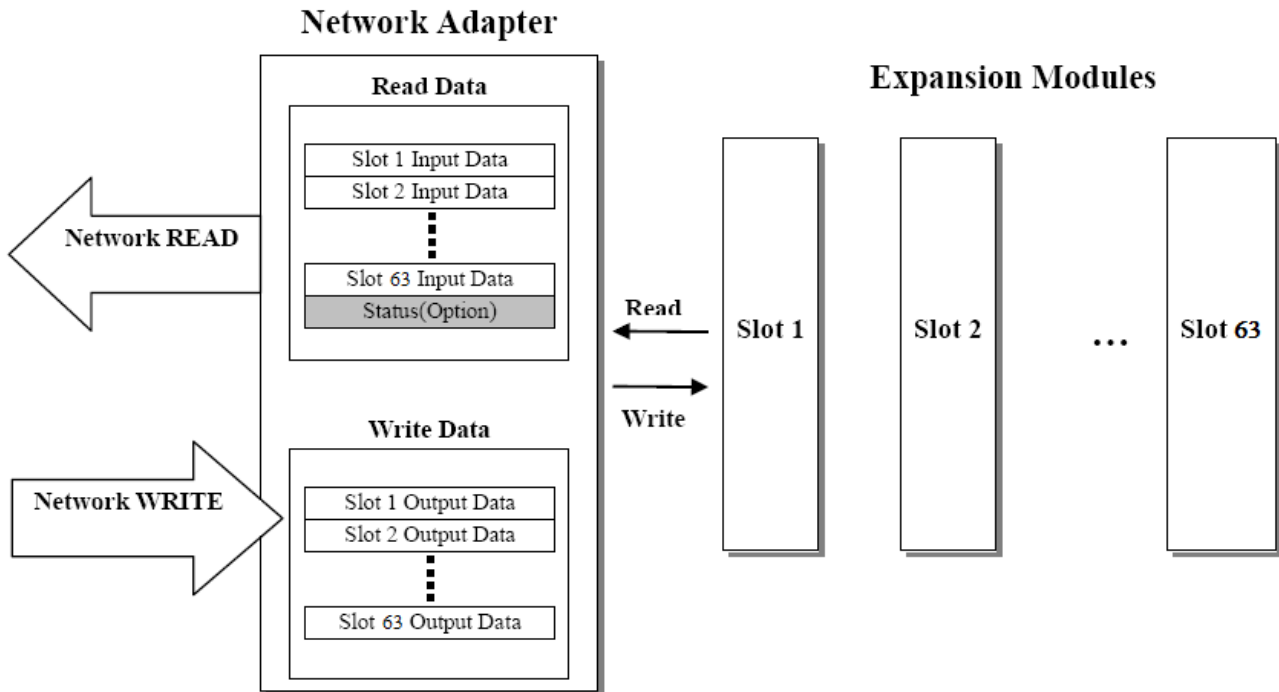 Network Adapter
Read Data
Slot 1 Input Data
Slot 2 Input Data
Slot 63 Input Data
Status(Option)
Network READ
Write Data
Slot 1 Output Data
Slot 2 Output Data
Slot 63 Output Data
Network WRITE
Read
Write
Expansion Modules
Slot 1
Slot 2
...
Slot 63